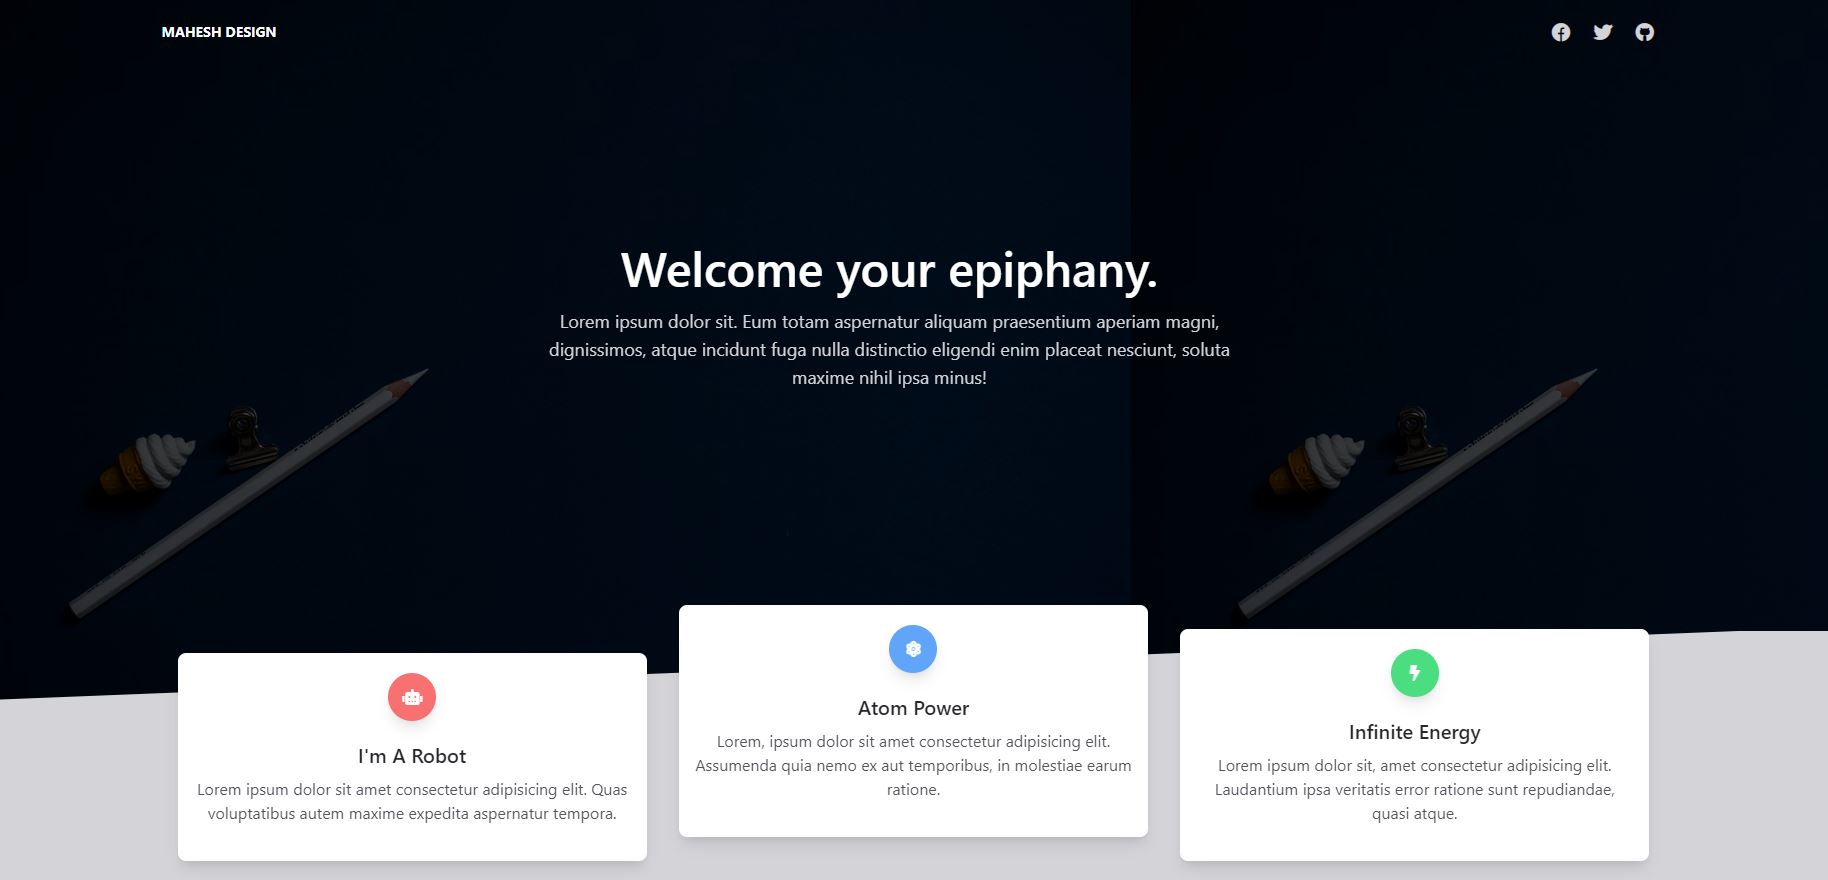 MAHESH DESIGN
Welcome your epiphany.
Lorem ipsum dolor sit. Eum totam aspernatur aliquam praesentium aperiam magni,
dignissimos, atque incidunt fuga nulla distinctio eligendi enim placeat nesciunt, soluta
maxime nihil ipsa minus!
I'm A Robot
Lorem ipsum dolor sit amet consectetur adipisicing elit. Quas
voluptatibus autem maxime expedita aspernatur tempora.
Atom Power
Lorem, ipsum dolor sit amet consectetur adipisicing elit.
Assumenda quia nemo ex aut temporibus, in molestiae earum
ratione.
Infinite Energy
Lorem ipsum dolor sit, amet consectetur adipisicing elit.
Laudantium ipsa veritatis error ratione sunt repudiandae,
quasi atque.